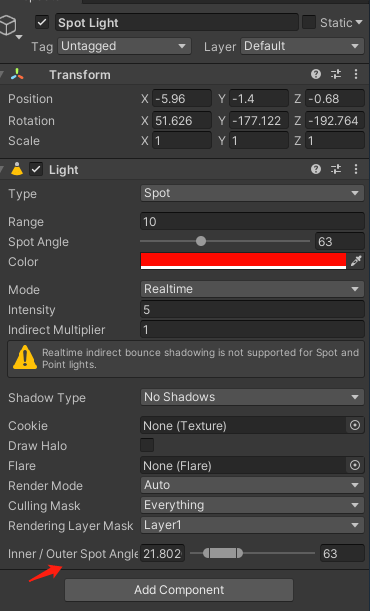 Spot Light Static
Tag Untagged Layer Default
Transform
Position X -5.96 Y -1.4 Z -0.68
Rotation X 51.626 Y -177.122 Z -192.764
Scale X 1 Y 1 Z 1
Light
Type Spot
Range 10
Spot Angle 63
Color
Mode Realtime
Intensity 5
Indirect Multiplier 1
Realtime indirect bounce shadowing is not supported for Spot and
Point lights.
Shadow Type No Shadows
Cookie None (Texture)
Draw Halo
Flare None (Flare)
Render Mode Auto
Culling Mask Everything
Rendering Layer Mask Layer1
Inner / Outer Spot Angle 21.802 63
Add Component